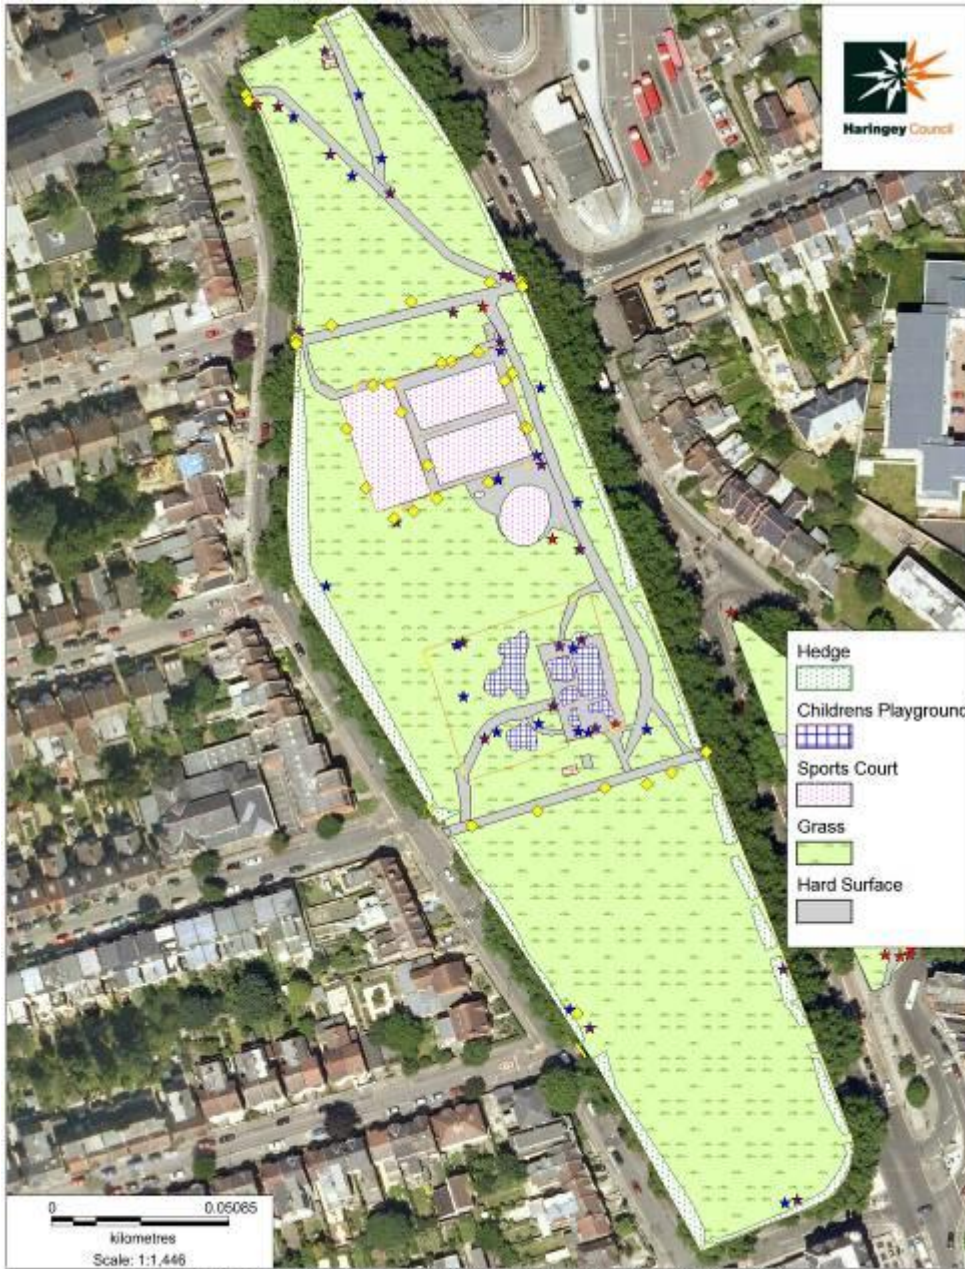 Haringey Council
Hedge
Childrens Playground
Sports Court
Grass
Hard Surface
0 0.05085
kilometres
Scale: 1:1,446